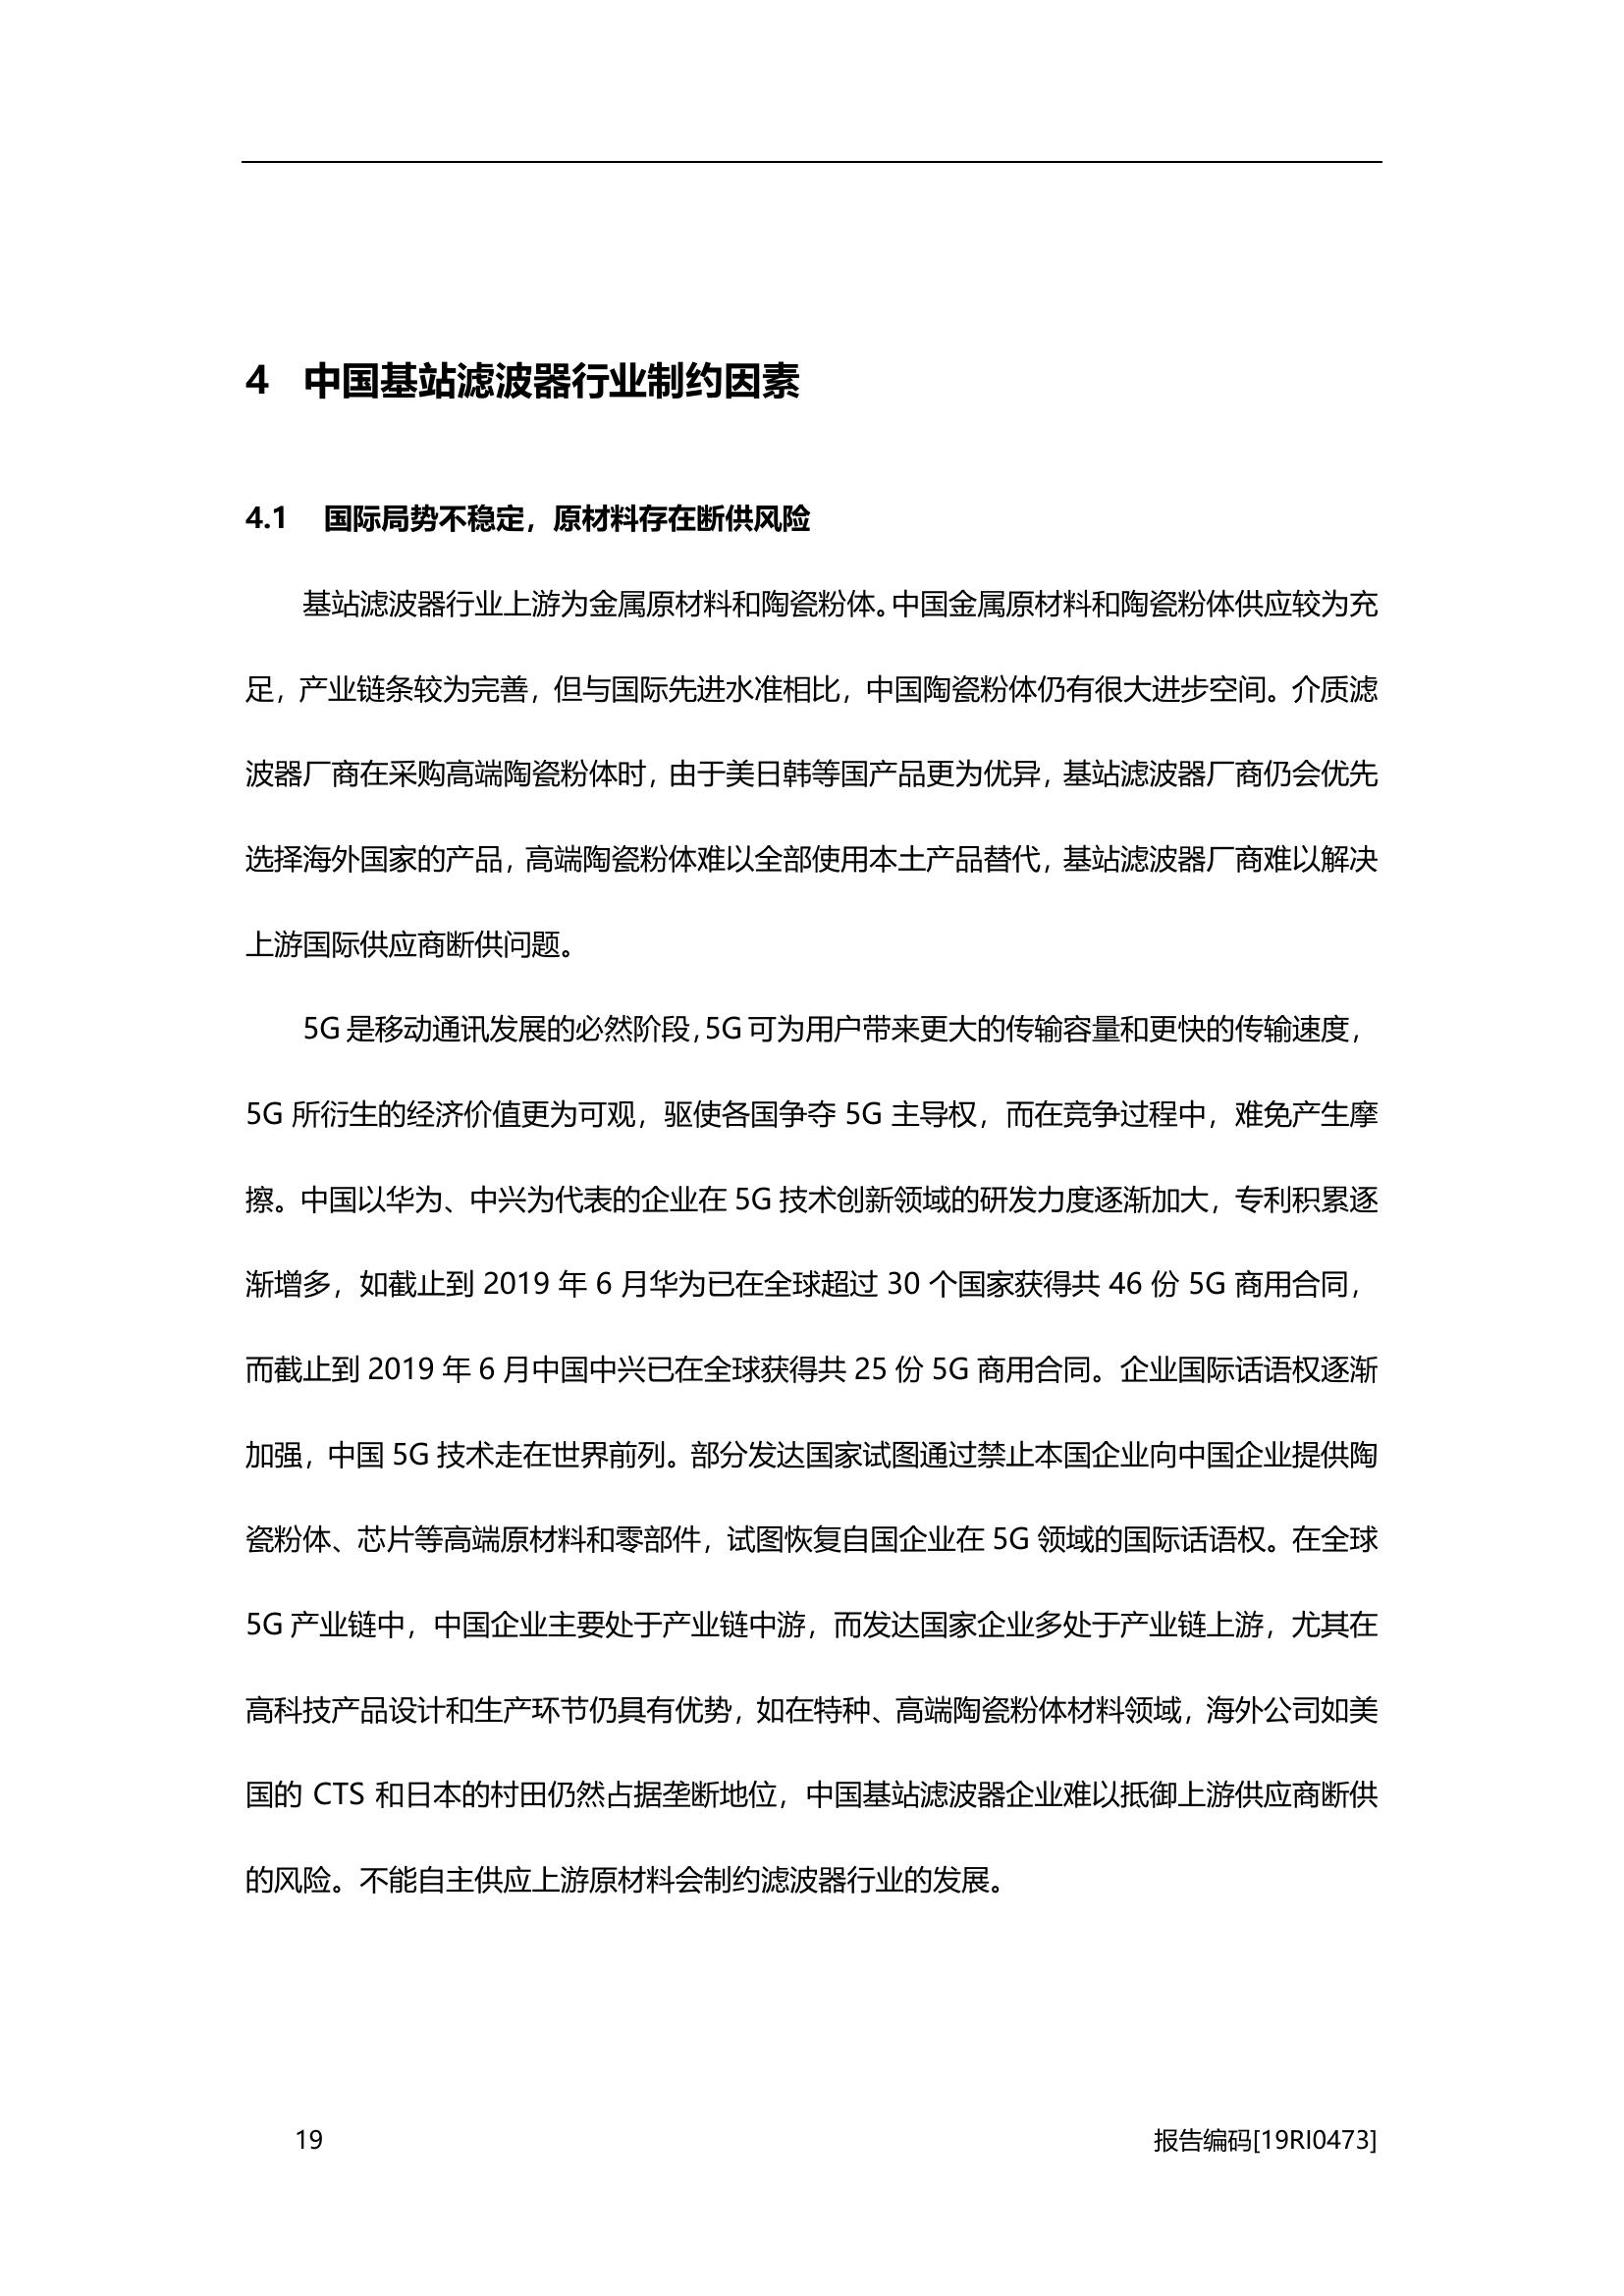 4 中国基站滤波器行业制约因素
4.1 国际局势不稳定，原材料存在断供风险
基站滤波器行业上游为金属原材料和陶瓷粉体。中国金属原材料和陶瓷粉体供应较为充
足，产业链条较为完善，但与国际先进水准相比，中国陶瓷粉体仍有很大进步空间。介质滤
波器厂商在采购高端陶瓷粉体时，由于美日韩等国产品更为优异，基站滤波器厂商仍会优先
选择海外国家的产品，高端陶瓷粉体难以全部使用本土产品替代，基站滤波器厂商难以解决
上游国际供应商断供问题。
5G 是移动通讯发展的必然阶段，5G 可为用户带来更大的传输容量和更快的传输速度，
5G 所衍生的经济价值更为可观，驱使各国争夺 5G 主导权，而在竞争过程中，难免产生摩
擦。中国以华为、中兴为代表的企业在 5G 技术创新领域的研发力度逐渐加大，专利积累逐
渐增多，如截止到 2019 年 6 月华为已在全球超过 30 个国家获得共 46 份 5G 商用合同，
而截止到 2019 年 6 月中国中兴已在全球获得共 25 份 5G 商用合同。企业国际话语权逐渐
加强，中国 5G 技术走在世界前列。部分发达国家试图通过禁止本国企业向中国企业提供陶
瓷粉体、芯片等高端原材料和零部件，试图恢复自国企业在 5G 领域的国际话语权。在全球
5G 产业链中，中国企业主要处于产业链中游，而发达国家企业多处于产业链上游，尤其在
高科技产品设计和生产环节仍具有优势，如在特种、高端陶瓷粉体材料领域，海外公司如美
国的 CTS 和日本的村田仍然占据垄断地位，中国基站滤波器企业难以抵御上游供应商断供
的风险。不能自主供应上游原材料会制约滤波器行业的发展。
19 报告编码[19RI0473]